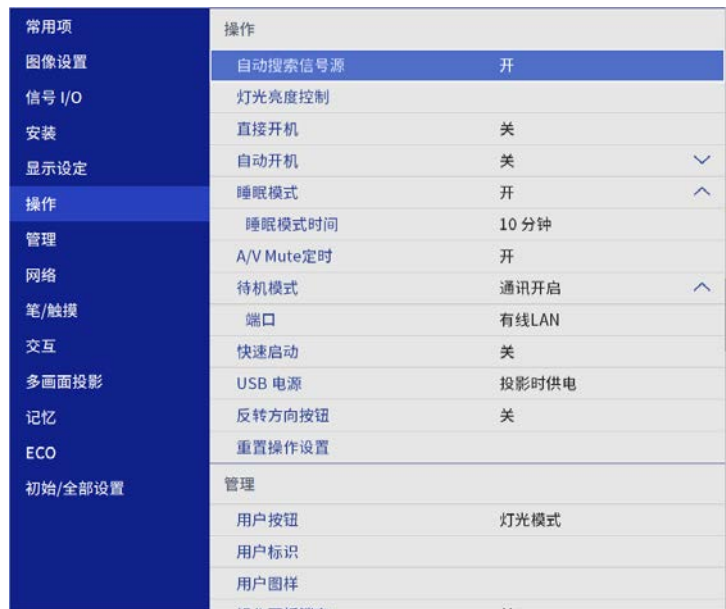 常用项
图像设置
信号 I/O
安装
显示设定
操作
管理
网络
笔/触摸
交互
多画面投影
记忆
ECO
初始/全部设置
操作
自动搜索信号源 开
灯光亮度控制
直接开机 关
自动开机 关
睡眠模式 开
睡眠模式时间 10 分钟
A/V Mute定时 开
待机模式 通讯开启
端口 有线LAN
快速启动 关
USB 电源 投影时供电
反转方向按钮 关
重置操作设置
管理
用户按钮 灯光模式
用户标识
用户图样